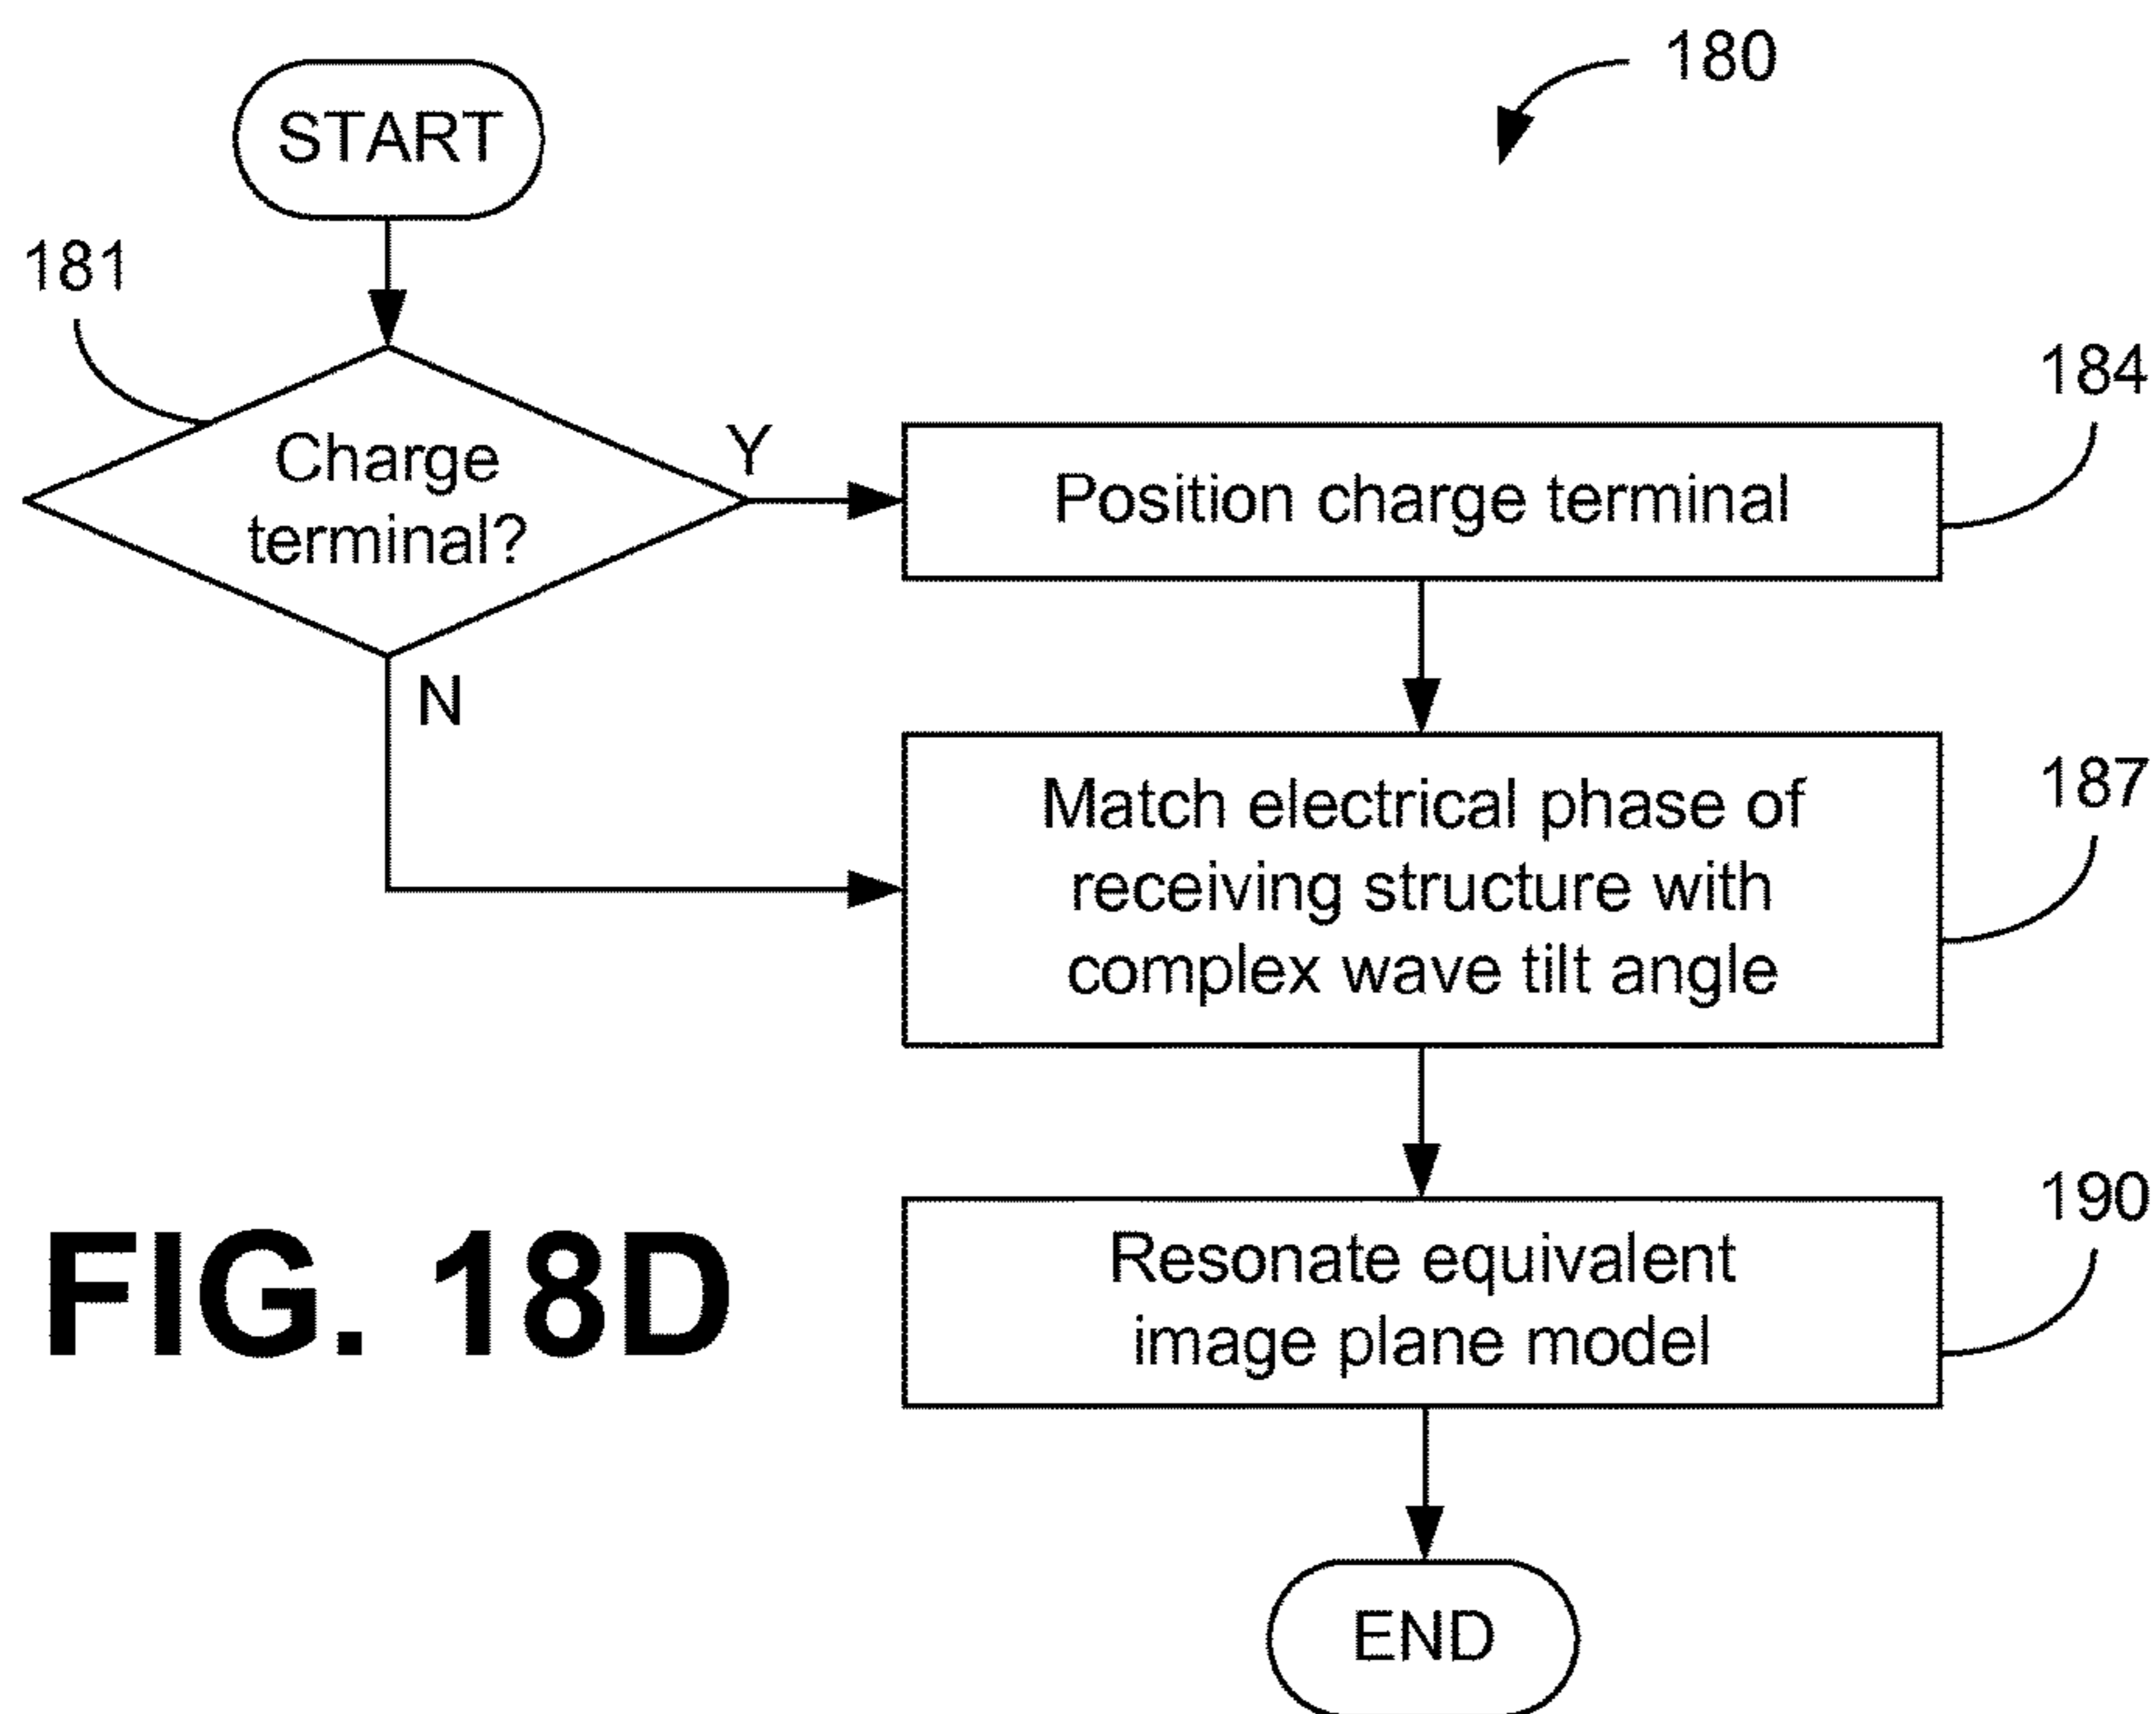 START
180
181
Charge
terminal?
Y
Position charge terminal
184
N
Match electrical phase of
receiving structure with
complex wave tilt angle
187
Resonate equivalent
image plane model
190
FIG. 18D
END